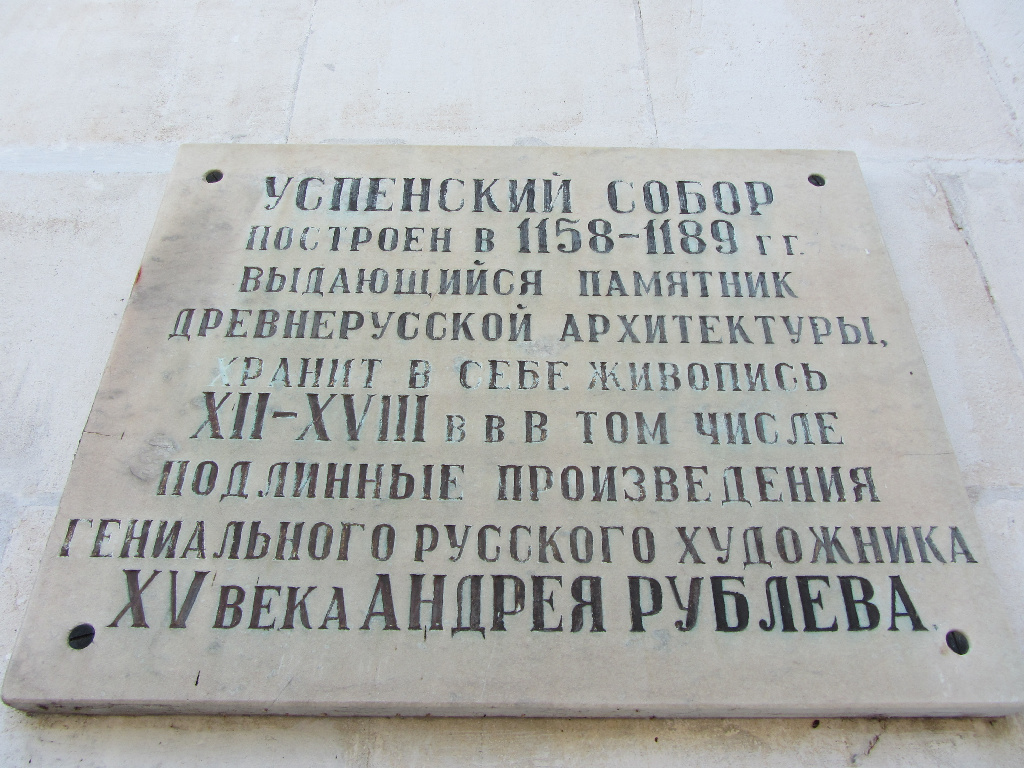 УСПЕНСКИЙ СОБОР
ПОСТРОЕН В 1158-1189 ГГ.
ВЫДАЮЩИЙСЯ ПАМЯТНИК
ДРЕВНЕРУССКОЙ АРХИТЕКТУРЫ,
ХРАНИТ В СЕБЕ ЖИВОПИСЬ
XII-XVIII В В В ТОМ ЧИСЛЕ
ПОДЛИННЫЕ ПРОИЗВЕДЕНИЯ
ГЕНИАЛЬНОГО РУССКОГО ХУДОЖНИКА
XV ВЕКА АНДРЕЯ РУБЛЕВА.